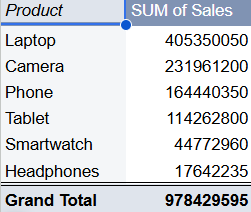 Product SUM of Sales
Laptop 405350050
Camera 231961200
Phone 164440350
Tablet 114262800
Smartwatch 44772960
Headphones 17642235
Grand Total 978429595